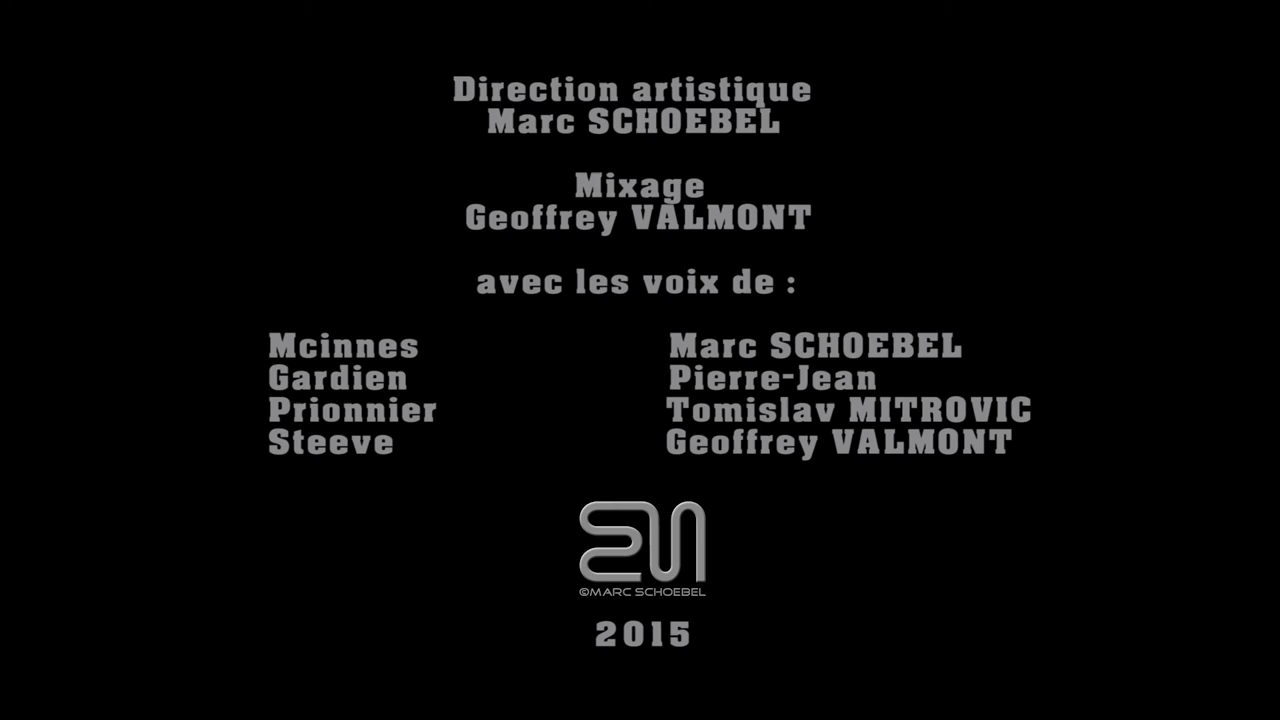 Direction artistique
Marc SCHOEBEL
Mixage
Geoffrey VALMONT
avec les voix de :
Mcinnes Marc SCHOEBEL
Gardien Pierre-Jean
Prionnier Tomislav MITROVIC
Steeve Geoffrey VALMONT
©MARC SCHOEBEL
2015